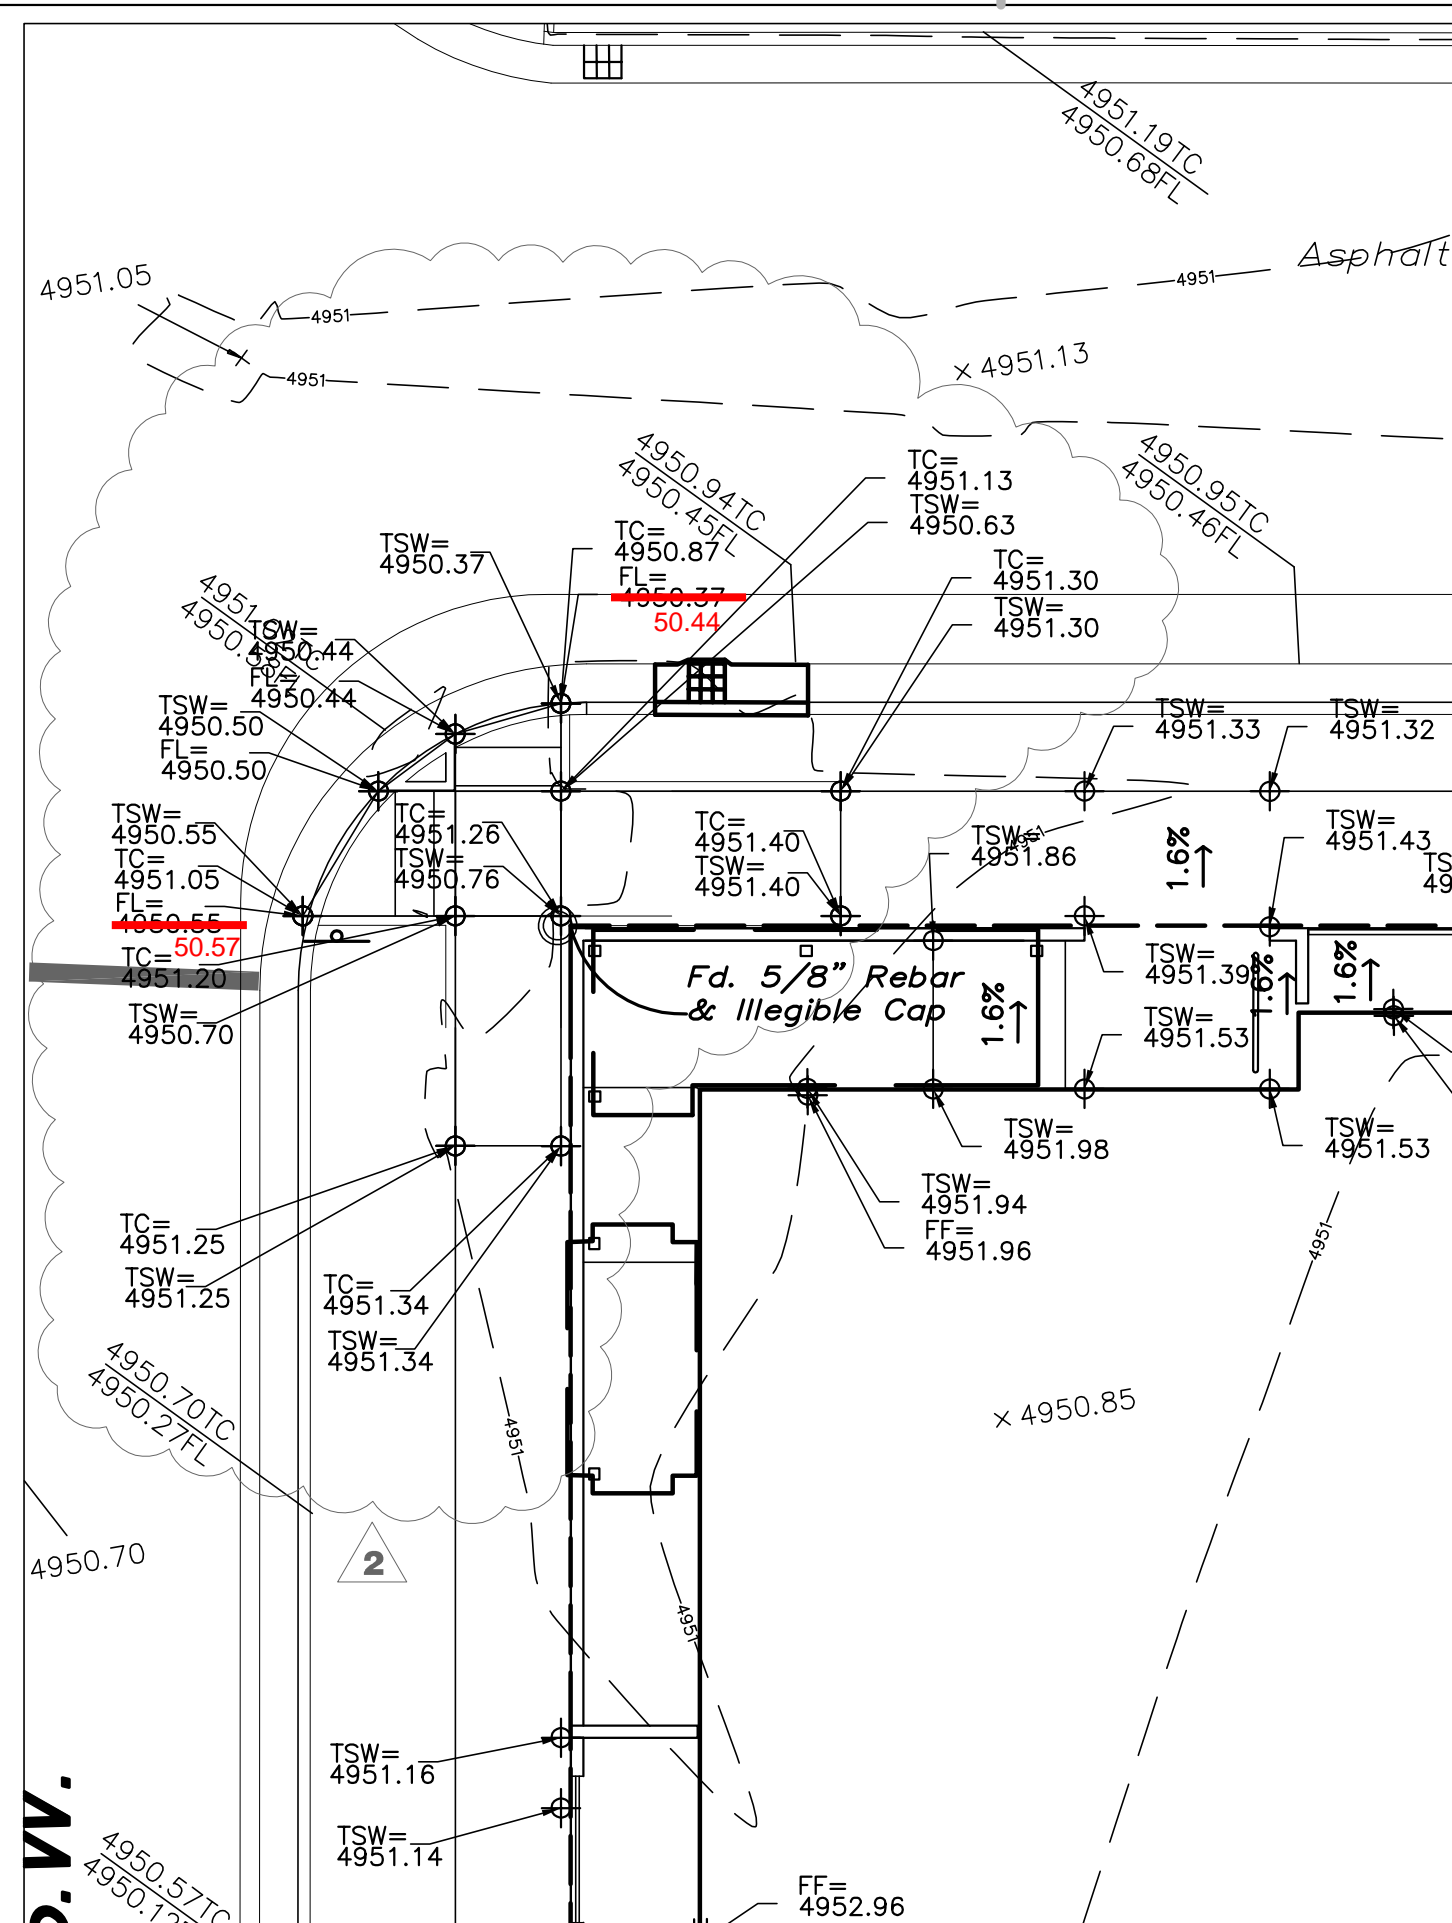 4951.19TC
4950.68FL
4951.05
Asphalt
4951
4951
4951
4951.13
4950.94TC
4950.45FL
TC=
4951.13
TSW=
4950.63
4950.95TC
4950.46FL
TSW=
4950.37
TC=
4950.87
FL=
4950.37
50.44
TC=
4951.30
TSW=
4951.30
TSW=
4950.44
FL=
4950.44
TSW=
4950.50
FL=
4950.50
TSW=
4951.33
TSW=
4951.32
TSW=
4950.55
TC=
4951.05
FL=
4950.55
50.57
TC=
4951.20
TSW=
4950.70
TC=
4951.26
TSW=
4950.76
TC=
4951.40
TSW=
4951.40
TSW=
4951.86
4951
1.6%
TSW=
4951.43
Fd. 5/8” Rebar
& Illegible Cap
1.6%
TSW=
4951.39
1.6%
1.6%
TSW=
4951.53
TSW=
4951.98
TSW=
4951.53
TSW=
4951.94
FF=
4951.96
TC=
4951.25
TSW=
4951.25
TC=
4951.34
TSW=
4951.34
4951
4950.70TC
4950.27FL
4951
4950.85
4950.70
2
4951
TSW=
4951.16
TSW=
4951.14
4950.57TC
FF=
4952.96